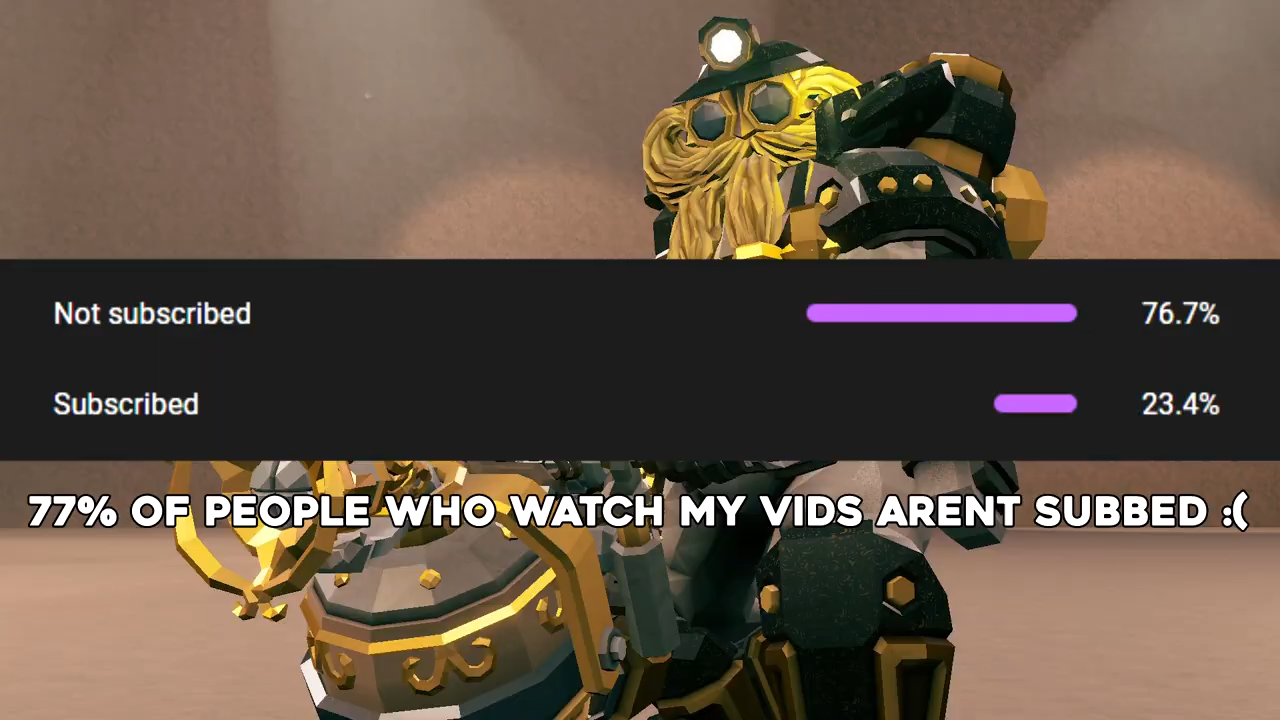 Not subscribed 76.7%
Subscribed 23.4%
77% OF PEOPLE WHO WATCH MY VIDS ARENT SUBBED :(